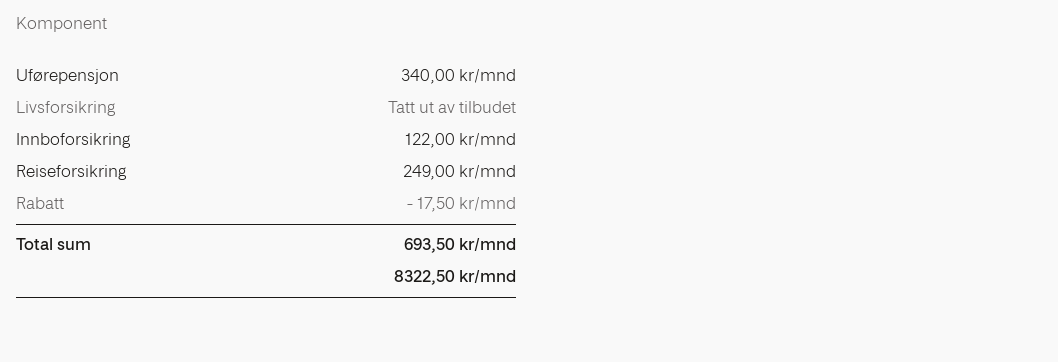 Komponent
Uførepensjon 340,00 kr/mnd
Livsforsikring Tatt ut av tilbudet
Innboforsikring 122,00 kr/mnd
Reiseforsikring 249,00 kr/mnd
Rabatt - 17,50 kr/mnd
Total sum 693,50 kr/mnd
8322,50 kr/mnd